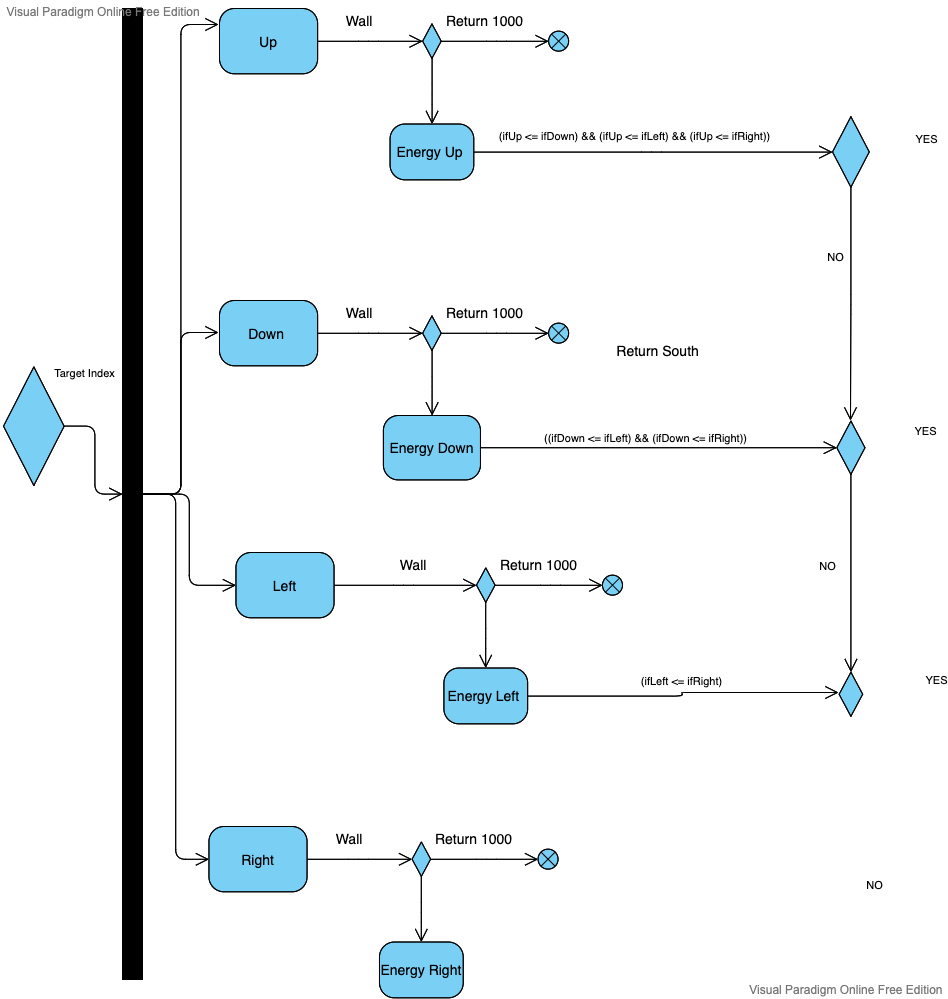 Visual Paradigm Online Free Edition
Wall
Return 1000
Up
(ifUp <= ifDown) && (ifUp <= ifLeft) && (ifUp <= ifRight))
YES
Energy Up
NO
Wall
Return 1000
Down
Return South
Target Index
((ifDown <= ifLeft) && (ifDown <= ifRight))
YES
Energy Down
Wall
Return 1000
NO
Left
(ifLeft <= ifRight)
YES
Energy Left
Wall
Return 1000
Right
NO
Energy Right
Visual Paradigm Online Free Edition